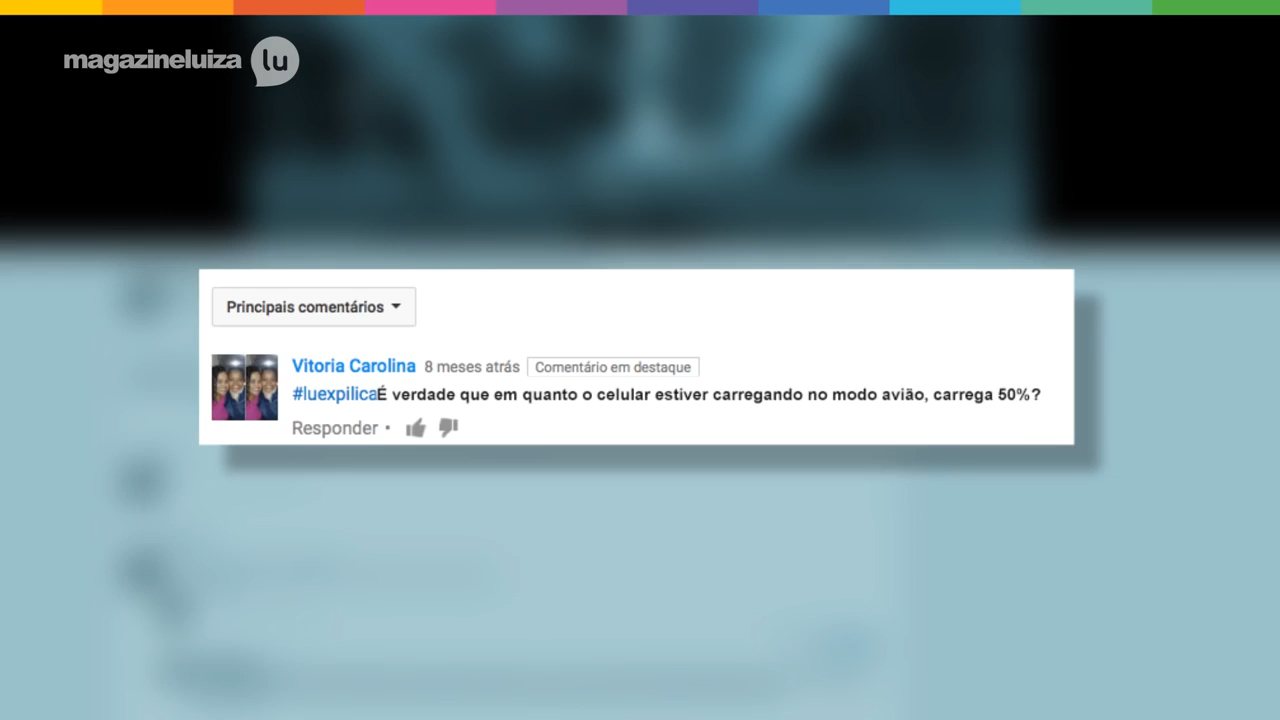 magazineluiza lu
Principais comentários
Vitoria Carolina 8 meses atrás Comentário em destaque
#luexpilicaÉ verdade que em quanto o celular estiver carregando no modo avião, carrega 50%?
Responder •